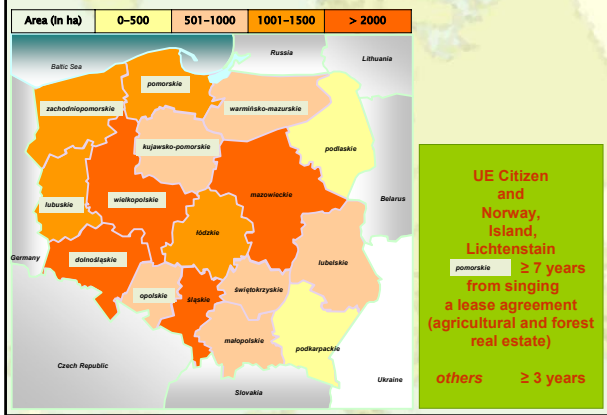 Area (in ha) 0–500 501–1000 1001–1500 > 2000
Baltic Sea
Russia
Lithuania
pomorskie
zachodniopomorskie
warmińsko-mazurskie
kujawsko-pomorskie
podlaskie
wielkopolskie
mazowieckie
lubuskie
Belarus
łódzkie
Germany
dolnośląskie
lubelskie
opolskie
śląskie
świętokrzyskie
małopolskie
podkarpackie
Czech Republic
Ukraine
Slovakia
UE Citizen
and
Norway,
Island,
Lichtenstain
pomorskie ≥ 7 years
from singing
a lease agreement
(agricultural and forest
real estate)
others ≥ 3 years